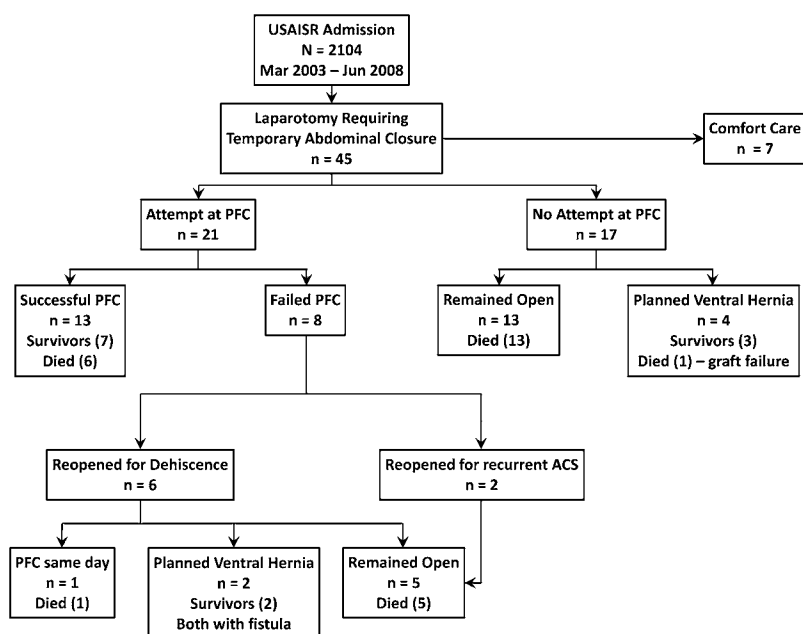 USAISR Admission
N = 2104
Mar 2003 – Jun 2008
Laparotomy Requiring
Temporary Abdominal Closure
n = 45
Comfort Care
n = 7
Attempt at PFC
n = 21
No Attempt at PFC
n = 17
Successful PFC
n = 13
Survivors (7)
Died (6)
Failed PFC
n = 8
Remained Open
n = 13
Died (13)
Planned Ventral Hernia
n = 4
Survivors (3)
Died (1) – graft failure
Reopened for Dehiscence
n = 6
Reopened for recurrent ACS
n = 2
PFC same day
n = 1
Died (1)
Planned Ventral Hernia
n = 2
Survivors (2)
Both with fistula
Remained Open
n = 5
Died (5)